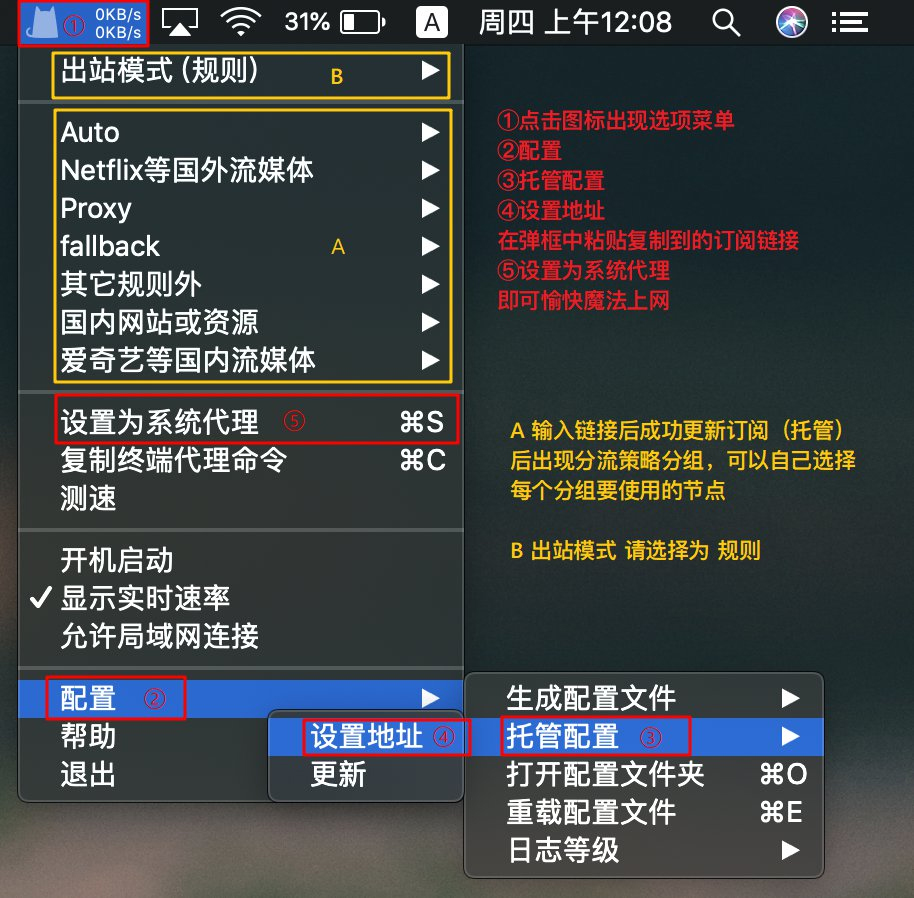 ① 0KB/s
0KB/s
31%
A
周四 上午12:08
出站模式 (规则) B
Auto
Netflix等国外流媒体
Proxy
fallback A
其它规则外
国内网站或资源
爱奇艺等国内流媒体
设置为系统代理 ⑤ ⌘S
复制终端代理命令 ⌘C
测速
开机启动
✓ 显示实时速率
允许局域网连接
配置 ②
帮助
退出
设置地址 ④
更新
生成配置文件
托管配置 ③
打开配置文件夹 ⌘O
重载配置文件 ⌘E
日志等级
①点击图标出现选项菜单
②配置
③托管配置
④设置地址
在弹框中粘贴复制到的订阅链接
⑤设置为系统代理
即可愉快魔法上网
A 输入链接后成功更新订阅（托管）
后出现分流策略分组，可以自己选择
每个分组要使用的节点
B 出站模式 请选择为 规则